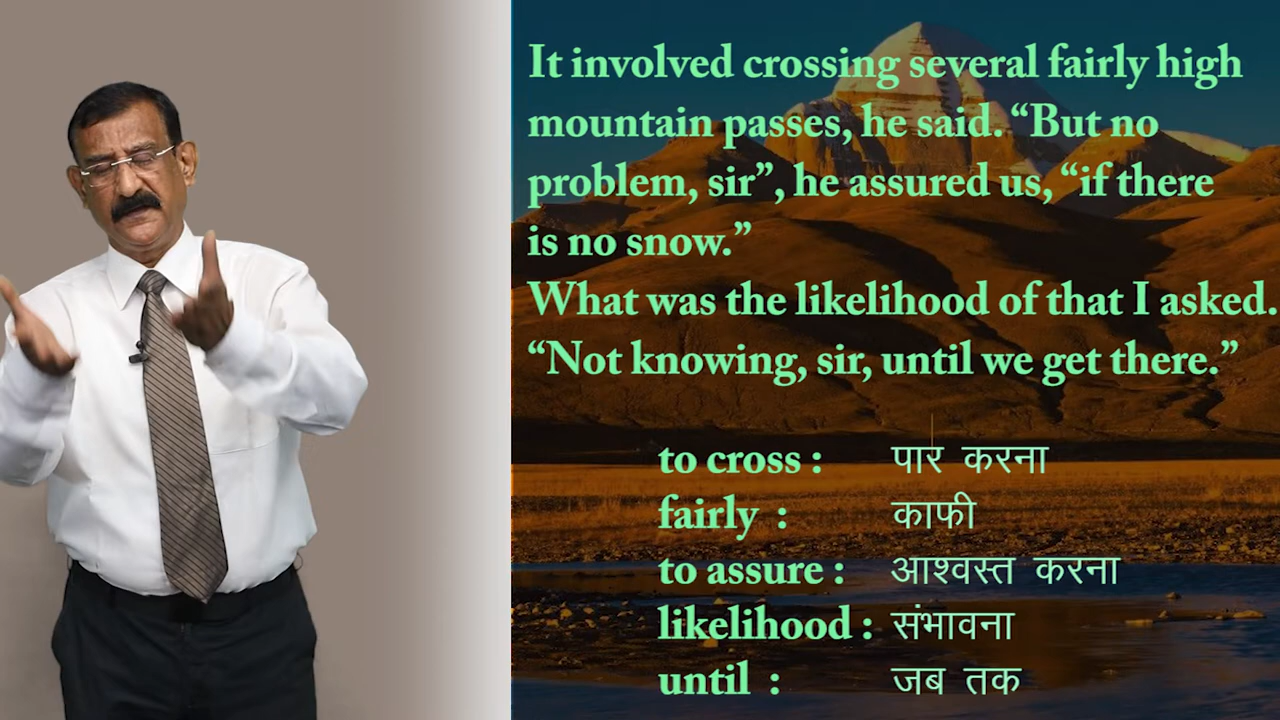 It involved crossing several fairly high
mountain passes, he said. “But no
problem, sir”, he assured us, “if there
is no snow.”
What was the likelihood of that I asked.
“Not knowing, sir, until we get there.”
to cross : पार करना
fairly : काफी
to assure : आश्वस्त करना
likelihood : संभावना
until : जब तक